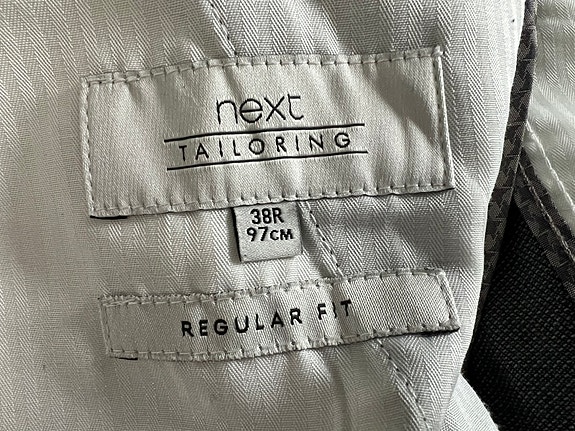 next
TAILORING
38R
97CM
REGULAR FIT